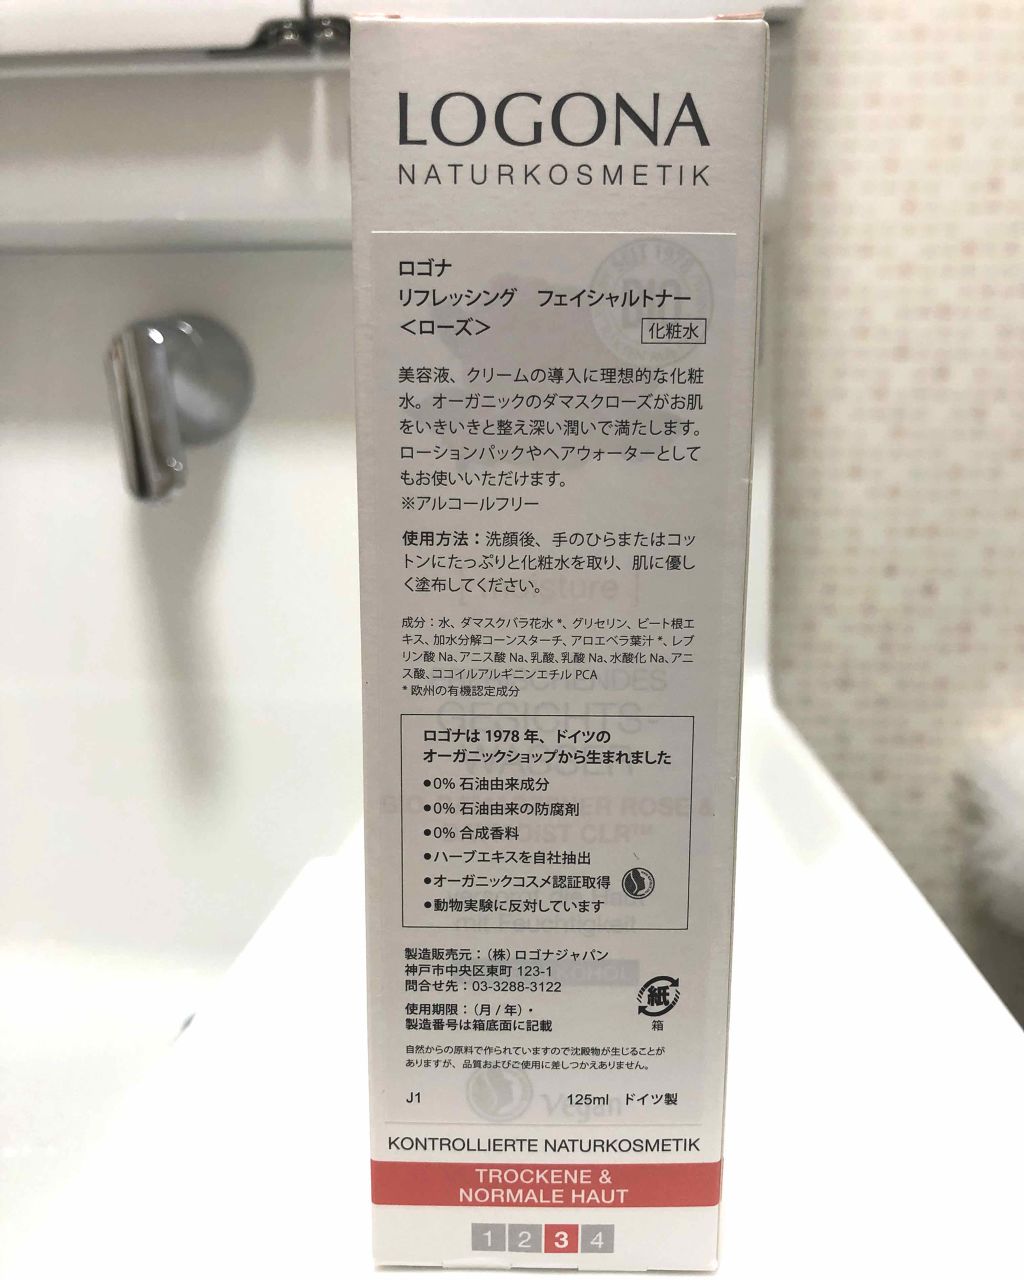 LOGONA
NATURKOSMETIK
ロゴナ
リフレッシング　フェイシャルトナー
＜ローズ＞
化粧水
美容液、クリームの導入に理想的な化粧
水。オーガニックのダマスクローズがお肌
をいきいきと整え深い潤いで満たします。
ローションパックやヘアウォーターとして
もお使いいただけます。
※アルコールフリー
使用方法：洗顔後、手のひらまたはコッ
トンにたっぷりと化粧水を取り、肌に優し
く塗布してください。
成分：水、ダマスクバラ花水*、グリセリン、ビート根エ
キス、加水分解コーンスターチ、アロエベラ葉汁*、レブ
リン酸Na、アニス酸Na、乳酸、乳酸Na、水酸化Na、アニ
ス酸、ココイルアルギニンエチルPCA
*欧州の有機認定成分
ロゴナは1978年、ドイツの
オーガニックショップから生まれました
●0% 石油由来成分
●0% 石油由来の防腐剤
●0% 合成香料
●ハーブエキスを自社抽出
●オーガニックコスメ認証取得
●動物実験に反対しています
製造販売元：（株）ロゴナジャパン
神戸市中央区東町 123-1
問合せ先：03-3288-3122
使用期限：（月/年）・
製造番号は箱底面に記載
紙
箱
自然からの原料で作られていますので沈殿物が生じることが
ありますが、品質およびご使用に差しつかえありません。
J1
125ml　ドイツ製
KONTROLLIERTE NATURKOSMETIK
TROCKENE &
NORMALE HAUT
1 2 3 4